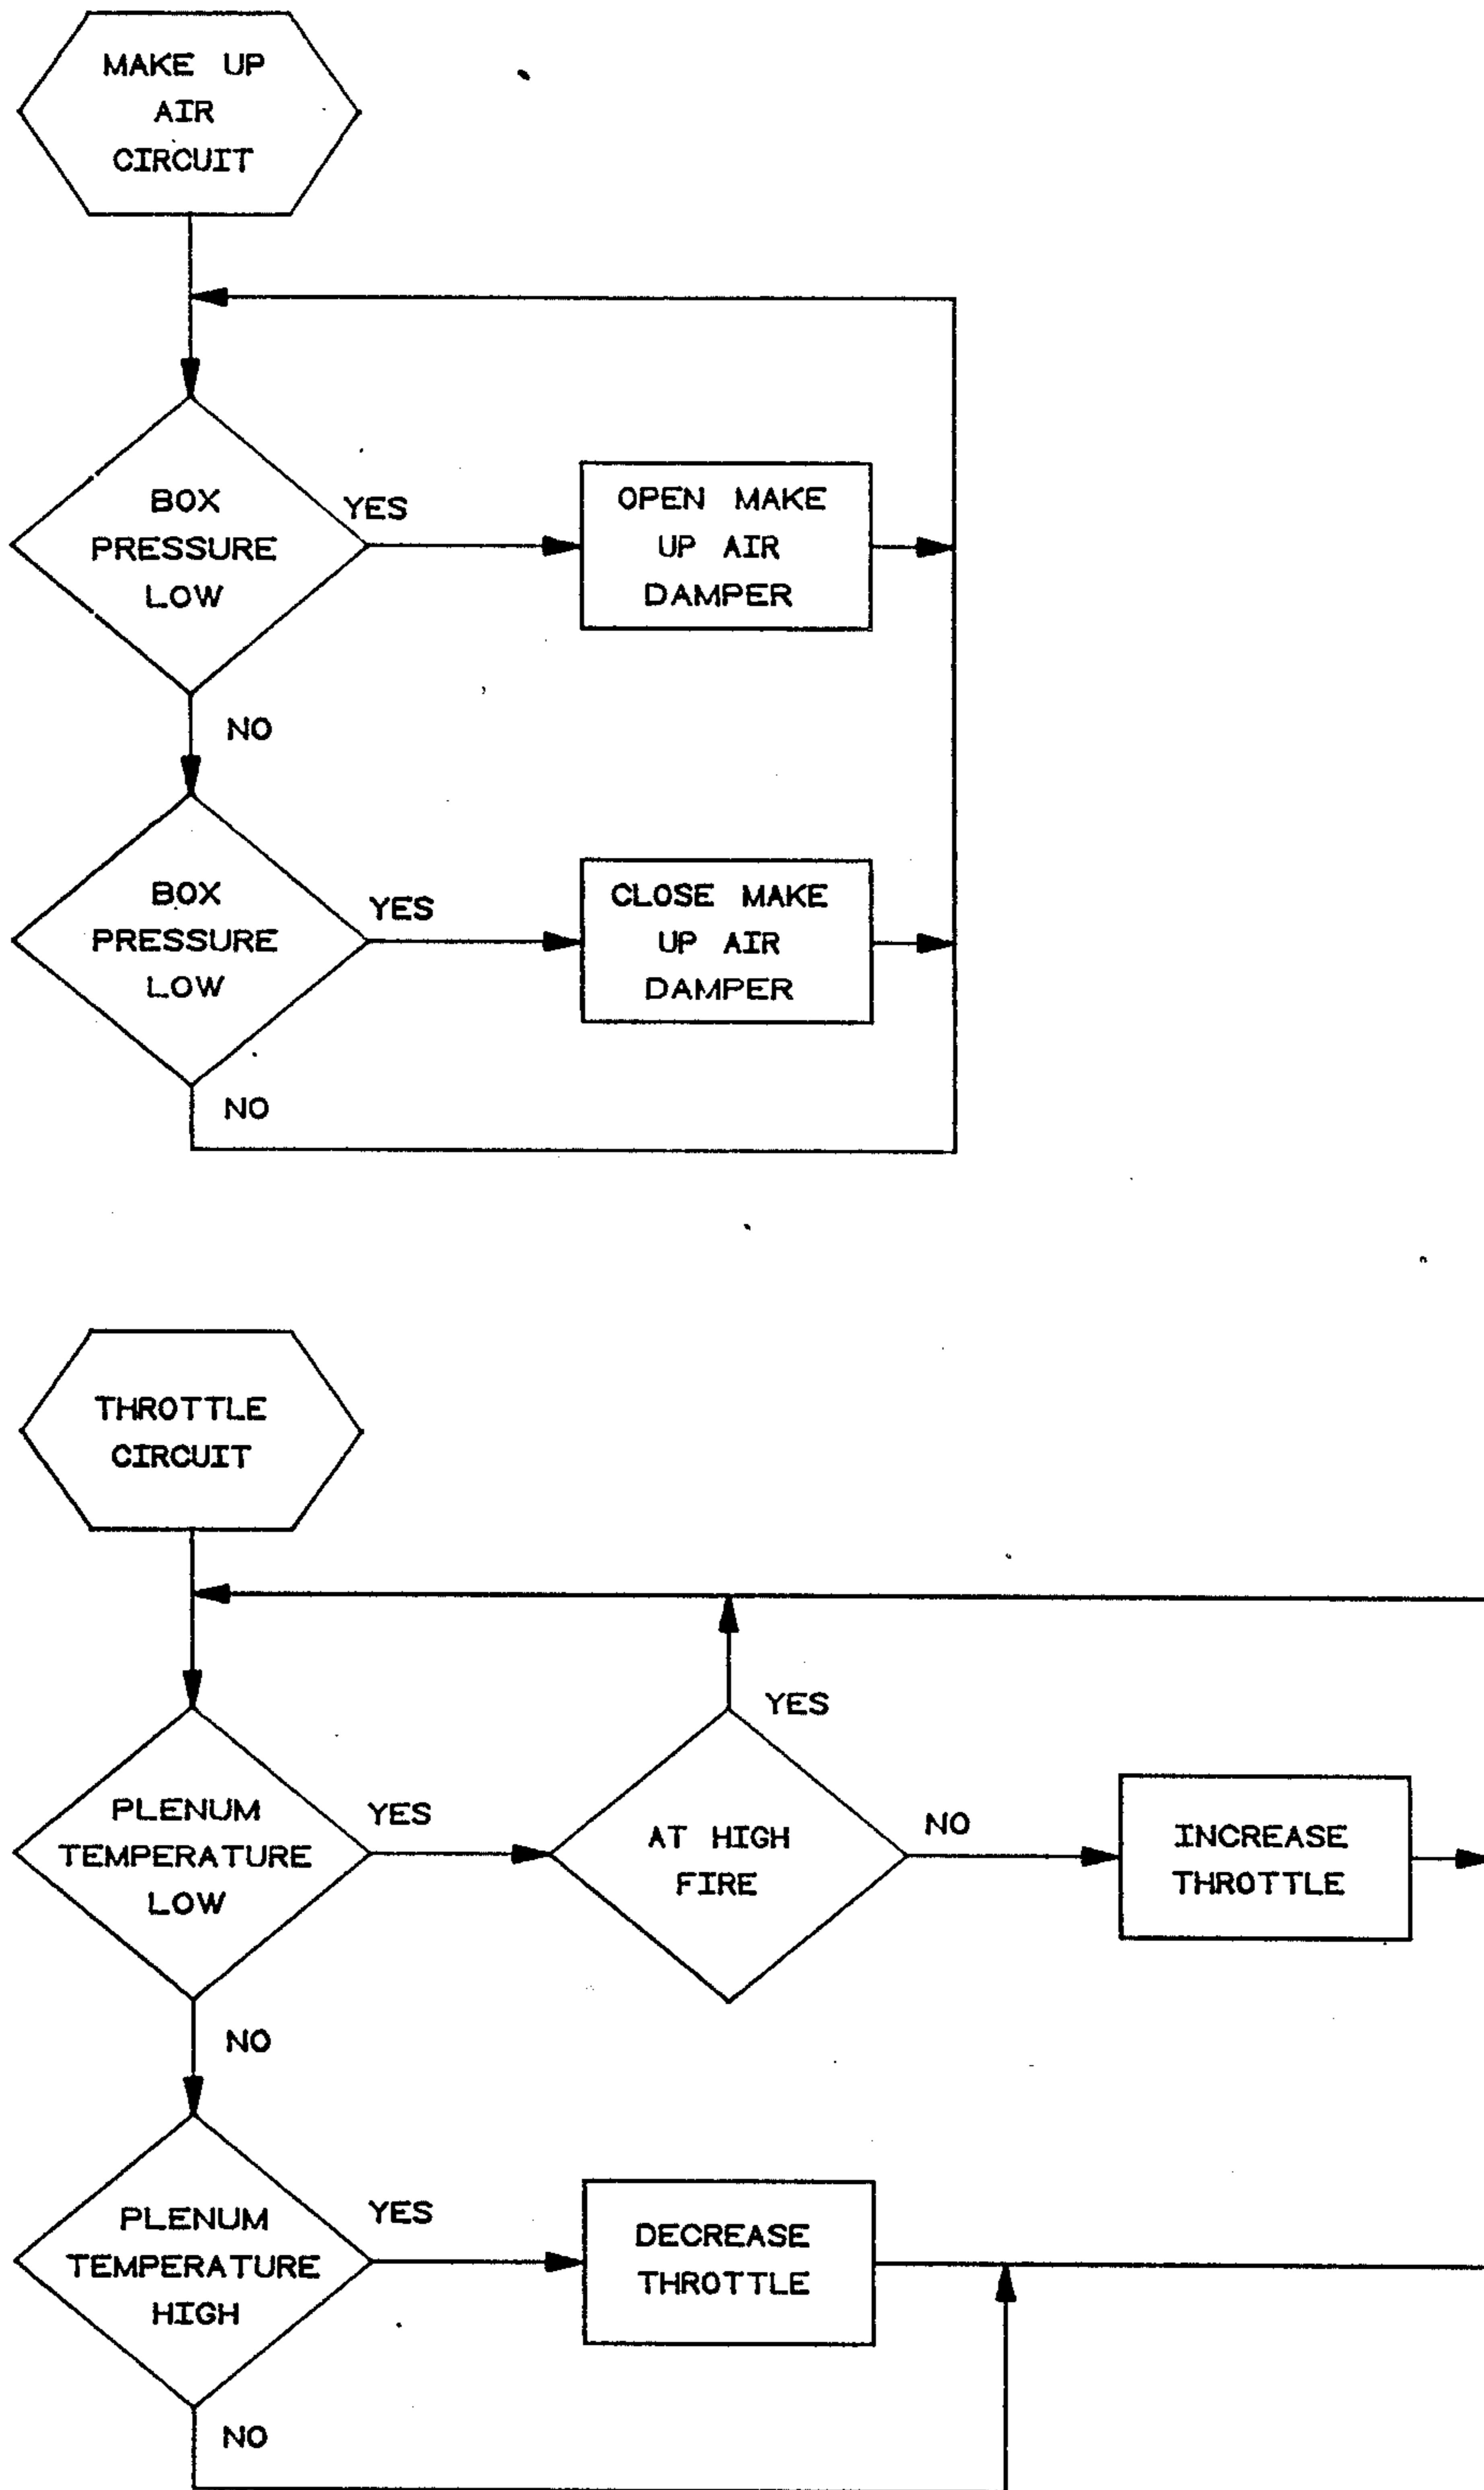 MAKE UP
AIR
CIRCUIT
BOX
PRESSURE
LOW
YES
OPEN MAKE
UP AIR
DAMPER
NO
BOX
PRESSURE
LOW
YES
CLOSE MAKE
UP AIR
DAMPER
NO
THROTTLE
CIRCUIT
PLENUM
TEMPERATURE
LOW
YES
AT HIGH
FIRE
YES
NO
INCREASE
THROTTLE
NO
PLENUM
TEMPERATURE
HIGH
YES
DECREASE
THROTTLE
NO